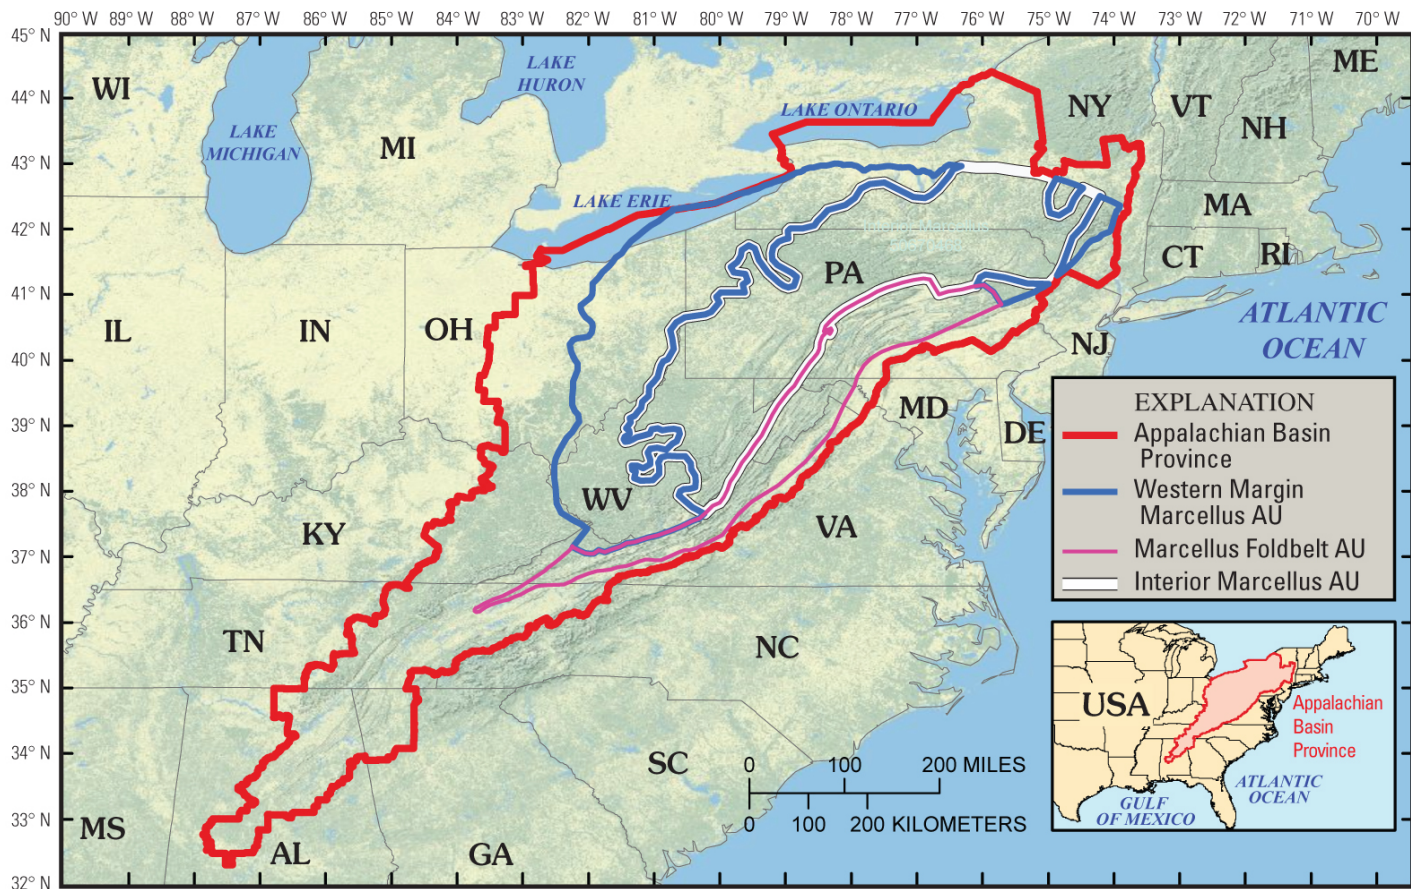 90° W 89° W 88° W 87° W 86° W 85° W 84° W 83° W 82° W 81° W 80° W 79° W 78° W 77° W 76° W 75° W 74° W 73° W 72° W 71° W 70° W
45° N
44° N
43° N
42° N
41° N
40° N
39° N
38° N
37° N
36° N
35° N
34° N
33° N
32° N
WI
LAKE
MICHIGAN
MI
LAKE
HURON
LAKE ONTARIO
LAKE ERIE
NY
VT
NH
ME
MA
CT
RI
PA
NJ
OH
IN
IL
ATLANTIC
OCEAN
MD
DE
WV
VA
KY
TN
NC
SC
MS
AL
GA
EXPLANATION
Appalachian Basin
Province
Western Margin
Marcellus AU
Marcellus Foldbelt AU
Interior Marcellus AU
0 100 200 MILES
0 100 200 KILOMETERS
USA
Appalachian
Basin
Province
ATLANTIC
OCEAN
GULF
OF MEXICO